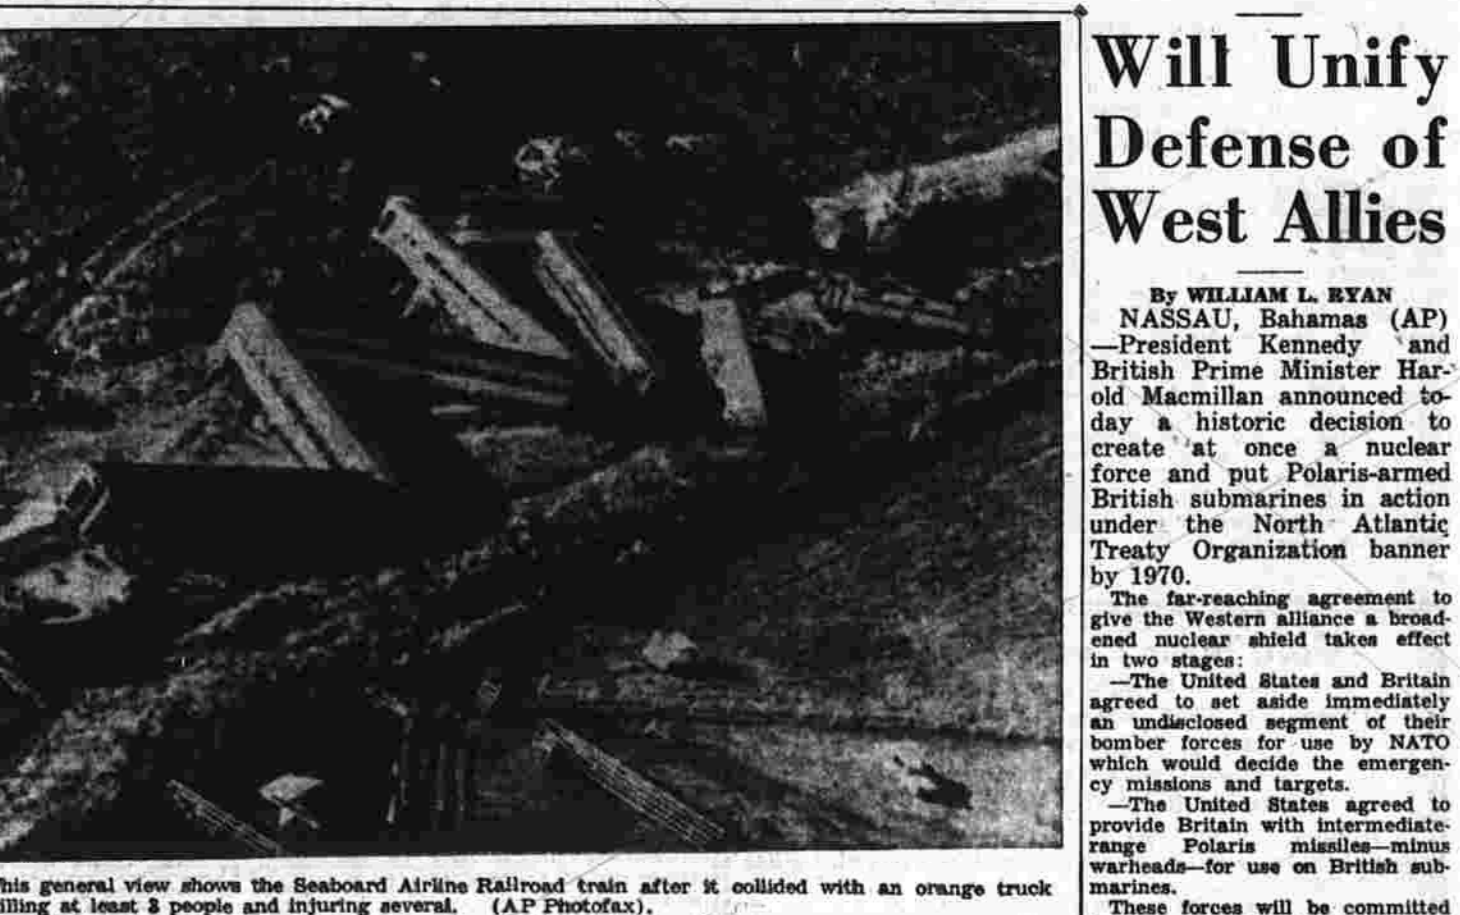 his general view shows the Seaboard Airline Railroad train after it collided with an orange truck
illing at least 3 people and injuring several. (AP Photofax).
Will Unify
Defense of
West Allies
By WILLIAM L. RYAN
NASSAU, Bahamas (AP)
—President Kennedy and
British Prime Minister Har-
old Macmillan announced to-
day a historic decision to
create at once a nuclear
force and put Polaris-armed
British submarines in action
under the North Atlantic
Treaty Organization banner
by 1970.
The far-reaching agreement to
give the Western alliance a broad-
ened nuclear shield takes effect
in two stages:
—The United States and Britain
agreed to set aside immediately
an undisclosed segment of their
bomber forces for use by NATO
which would decide the emergen-
cy missions and targets.
—The United States agreed to
provide Britain with intermediate-
range Polaris missiles—minus
warheads—for use on British sub-
marines.
These forces will be committed